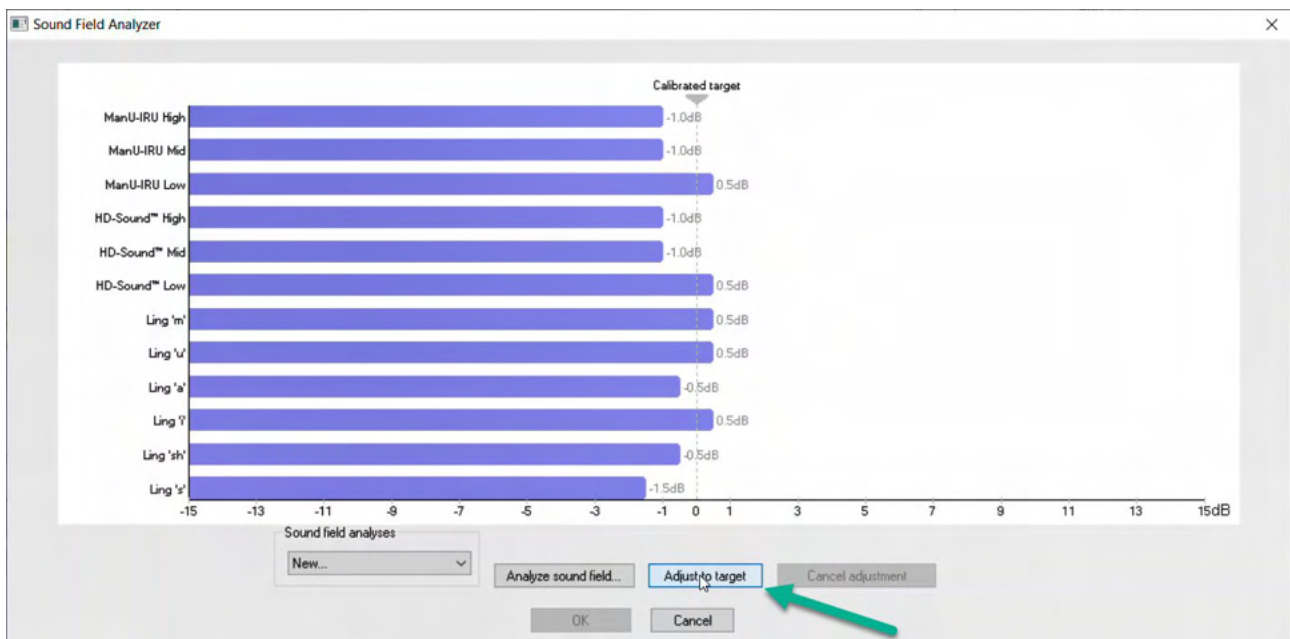 Sound Field Analyzer
Calibrated target
ManU-IRU High -1.0dB
ManU-IRU Mid -1.0dB
ManU-IRU Low 0.5dB
HD-Sound™ High -1.0dB
HD-Sound™ Mid -1.0dB
HD-Sound™ Low 0.5dB
Ling 'm' 0.5dB
Ling 'u' 0.5dB
Ling 'a' -0.5dB
Ling 'i' 0.5dB
Ling 'sh' -0.5dB
Ling 's' -1.5dB
-15 -13 -11 -9 -7 -5 -3 -1 0 1 3 5 7 9 11 13 15dB
Sound field analyses
New...
Analyze sound field... Adjust to target Cancel adjustment
OK Cancel